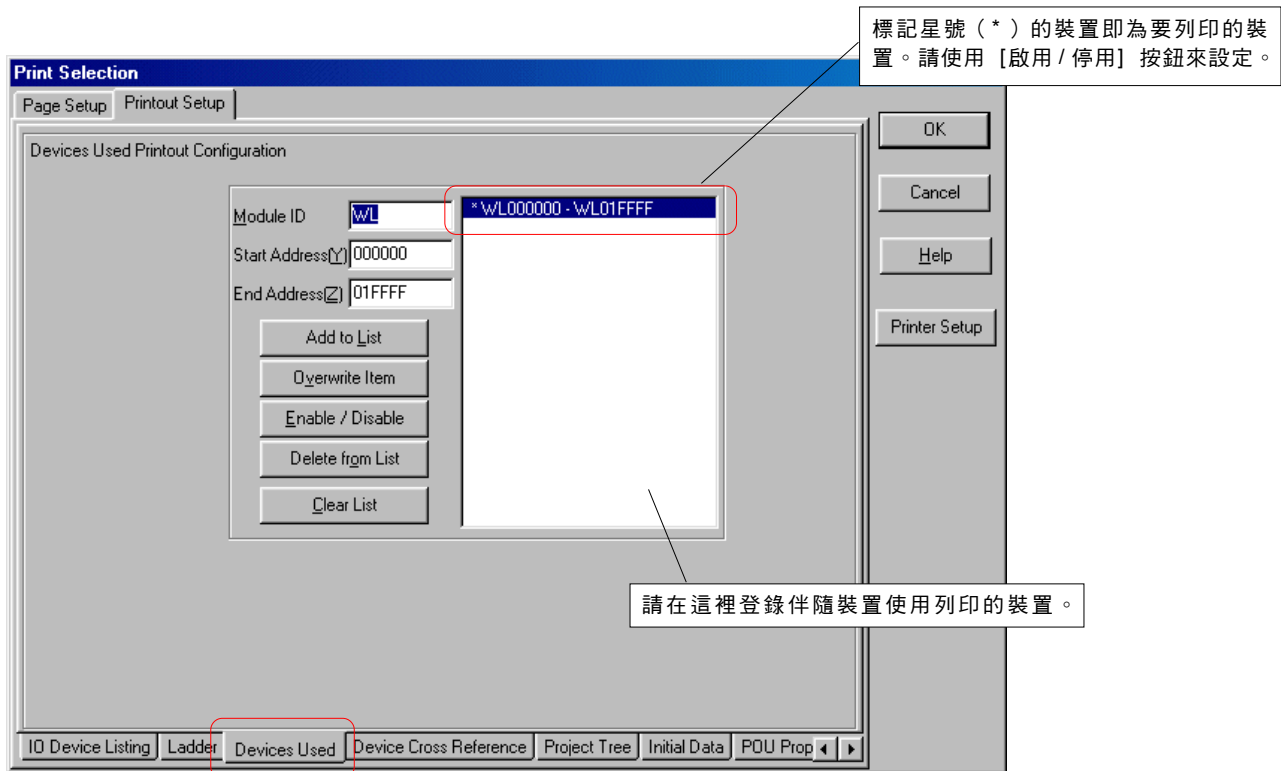 標記星號（*）的裝置即為要列印的裝
置。請使用 [啟用/停用] 按鈕來設定。
Print Selection
Page Setup
Printout Setup
OK
Devices Used Printout Configuration
Cancel
Module ID
WL
* WL000000 - WL01FFFF
Start Address(Y)
000000
Help
End Address(Z)
01FFFF
Add to List
Printer Setup
Overwrite Item
Enable / Disable
Delete from List
Clear List
請在這裡登錄伴隨裝置使用列印的裝置。
IO Device Listing
Ladder
Devices Used
Device Cross Reference
Project Tree
Initial Data
POU Prop